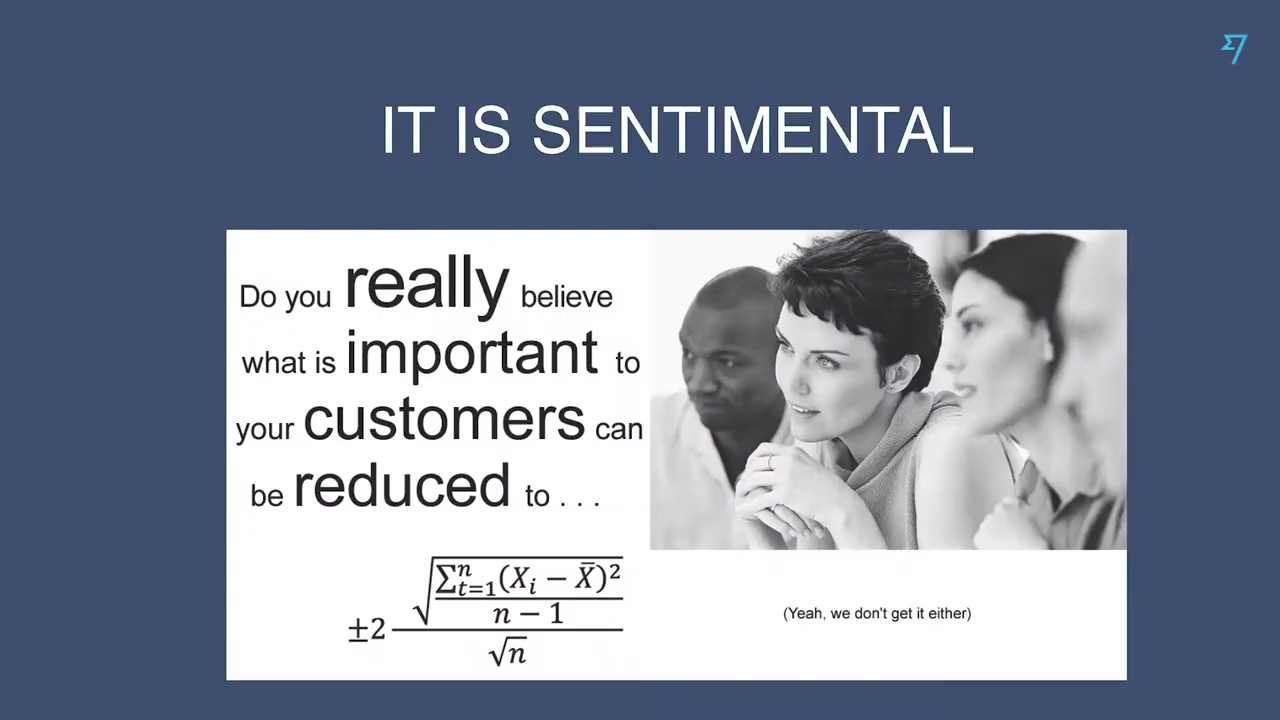 IT IS SENTIMENTAL
Do you really believe
what is important to
your customers can
be reduced to . . .
±2 √(∑ⁿₜ₌₁(Xᵢ − X̄)² / (n − 1)) / √n
(Yeah, we don't get it either)